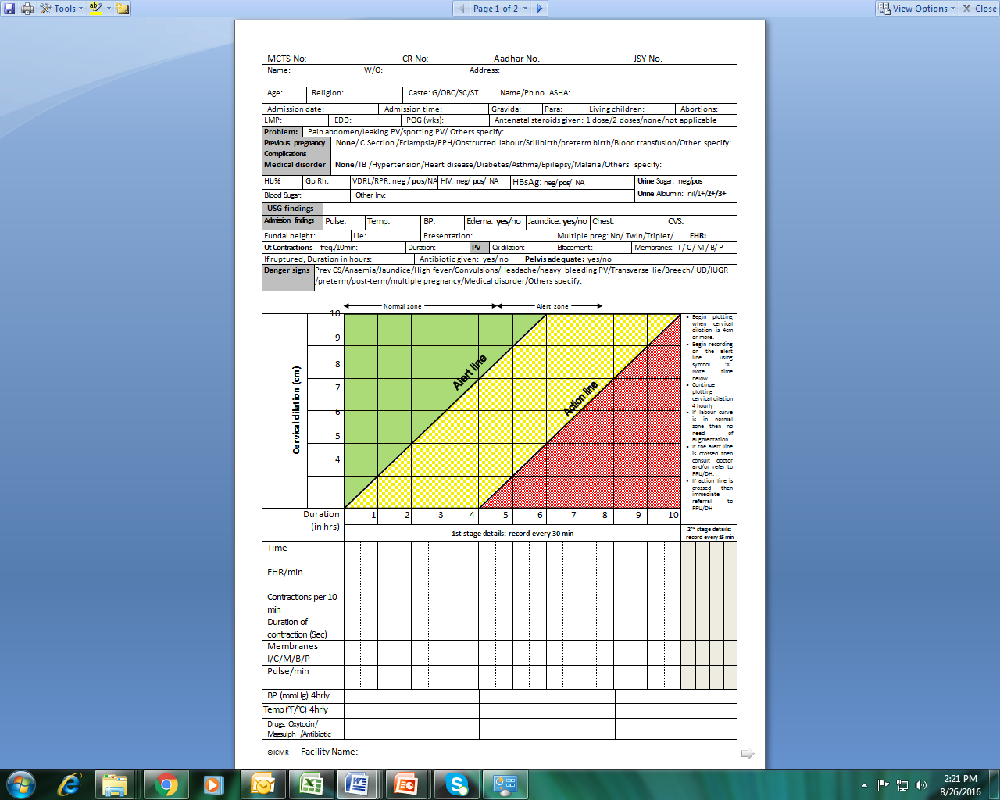 Tools
Page 1 of 2
View Options
Close
MCTS No: CR No: Aadhar No. JSY No.
Name: W/O: Address:
Age: Religion: Caste: G/OBC/SC/ST Name/Ph no. ASHA:
Admission date: Admission time: Gravida: Para: Living children: Abortions:
LMP: EDD: POG (wks): Antenatal steroids given: 1 dose/2 doses/none/not applicable
Problem: Pain abdomen/leaking PV/spotting PV/ Others specify:
Previous pregnancy Complications None/ C Section /Eclampsia/PPH/Obstructed labour/Stillbirth/preterm birth/Blood transfusion/Other specify:
Medical disorder None/TB /Hypertension/Heart disease/Diabetes/Asthma/Epilepsy/Malaria/Others specify:
Hb% Gp Rh: VDRL/RPR: neg / pos/NA HIV: neg/ pos/ NA HBsAg: neg/pos/ NA Urine Sugar: neg/pos
Blood Sugar: Other Inv: Urine Albumin: nil/1+/2+/3+
USG findings
Admission findings Pulse: Temp: BP: Edema: yes/no Jaundice: yes/no Chest: CVS:
Fundal height: Lie: Presentation: Multiple preg: No/ Twin/Triplet/ FHR:
Ut Contractions - freq./10min: Duration: PV Cx dilation: Effacement: Membranes: I / C / M / B/ P
If ruptured, Duration in hours: Antibiotic given: yes/ no Pelvis adequate: yes/no
Danger signs Prev CS/Anaemia/Jaundice/High fever/Convulsions/Headache/heavy bleeding PV/Transverse lie/Breech/IUD/IUGR
/preterm/post-term/multiple pregnancy/Medical disorder/Others specify:
Normal zone Alert zone
Cervical dilation (cm)
10
9
8
7
6
5
4
Alert line
Action line
• Begin plotting
when cervical
dilation is 4cm
or more.
• Begin recording
on the alert
line using
symbol 'X'.
Note time
below
• Continue
plotting
cervical dilation
4 hourly
• If labour curve
is in normal
zone then no
need of
augmentation.
• If the alert line
is crossed then
consult doctor
and/or refer to
FRU/DH.
• If action line is
crossed then
immediate
referral to
FRU/DH
Duration 1 2 3 4 5 6 7 8 9 10
(in hrs)
1st stage details: record every 30 min
2nd stage details:
record every 15 min
Time
FHR/min
Contractions per 10
min
Duration of
contraction (Sec)
Membranes
I/C/M/B/P
Pulse/min
BP (mmHg) 4hrly
Temp (°F/°C) 4hrly
Drugs: Oxytocin/
Magsulph /Antibiotic
©ICMR Facility Name:
2:21 PM
8/26/2016